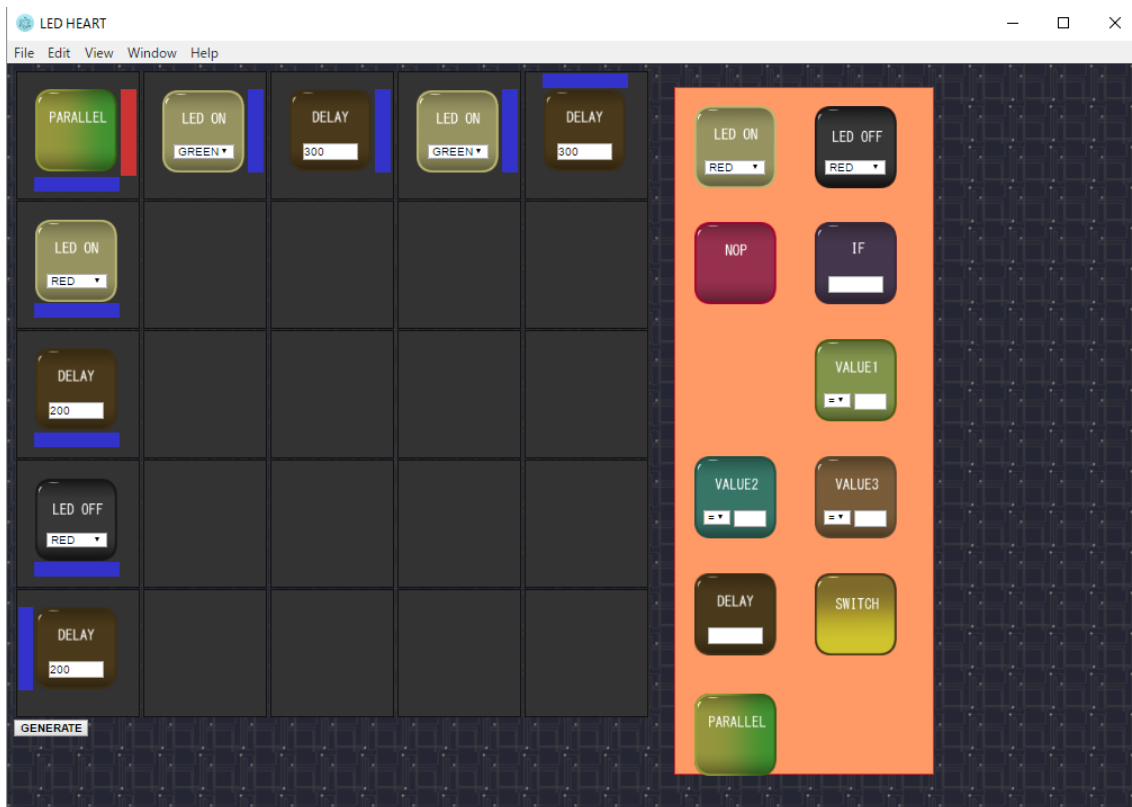 LED HEART
File Edit View Window Help
PARALLEL
LED ON
GREEN
DELAY
300
LED ON
GREEN
DELAY
300
LED ON
RED
DELAY
200
LED OFF
RED
DELAY
200
GENERATE
LED ON
RED
LED OFF
RED
NOP
IF
VALUE1
=
VALUE2
=
VALUE3
=
DELAY
SWITCH
PARALLEL